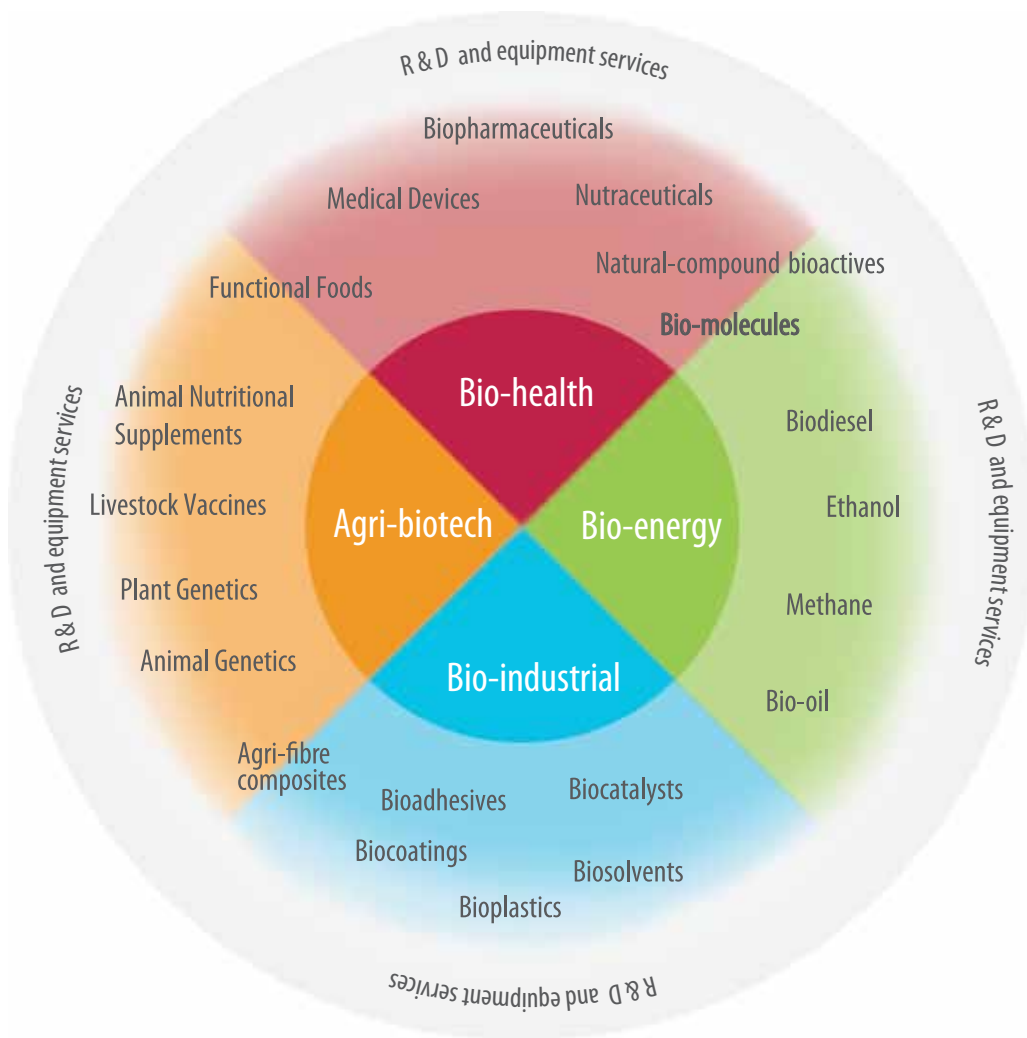 R & D and equipment services
Biopharmaceuticals
Medical Devices
Nutraceuticals
Natural-compound bioactives
Functional Foods
Bio-molecules
Bio-health
Animal Nutritional
Supplements
Biodiesel
R & D and equipment services
R & D and equipment services
Livestock Vaccines
Agri-biotech
Bio-energy
Ethanol
Plant Genetics
Methane
Animal Genetics
Bio-industrial
Bio-oil
Agri-fibre
composites
Bioadhesives
Biocatalysts
Biocoatings
Biosolvents
Bioplastics
R & D and equipment services